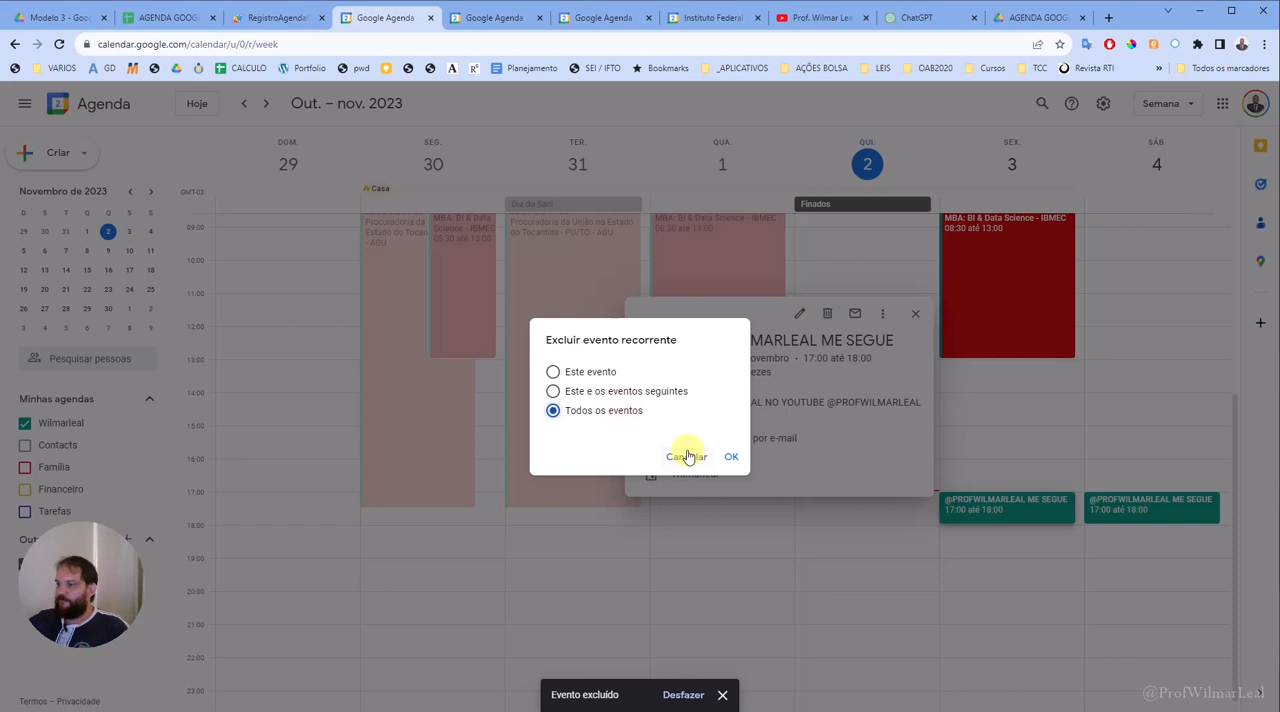 Modelo 3 - Goog
AGENDA GOOG
RegistroAgendaI
Google Agenda
Google Agenda
Google Agenda
Instituto Federal
Prof. Wilmar Lea
ChatGPT
AGENDA GOOG
calendar.google.com/calendar/u/0/r/week
VARIOS
GD
CALCULO
Portfolio
pwd
Planejamento
SEI / IFTO
Bookmarks
_APLICATIVOS
AÇÕES BOLSA
LEIS
OAB2020
Cursos
TCC
Revista RTI
»
Todos os marcadores
Agenda
Hoje
Out. – nov. 2023
Semana
Criar
DOM.
SEG.
TER.
QUA.
QUI.
SEX.
SÁB.
29
30
31
1
2
3
4
Novembro de 2023
GMT-03
Casa
Dia do Saci
Finados
D S T Q Q S S
29 30 31 1 2 3 4
5 6 7 8 9 10 11
12 13 14 15 16 17 18
19 20 21 22 23 24 25
26 27 28 29 30 1 2
3 4 5 6 7 8 9
Pesquisar pessoas
Minhas agendas
Wilmarleal
Contacts
Família
Financeiro
Tarefas
09:00
10:00
11:00
12:00
13:00
14:00
15:00
16:00
17:00
18:00
19:00
20:00
21:00
22:00
23:00
Procuradoria da
Estado do Tocan
- AGU
MBA: BI & Data
Science - IBMEC
08:30 até 13:00
Procuradoria da União no Estado
do Tocantins - PU/TO - AGU
MBA: BI & Data Science - IBMEC
08:30 até 13:00
MBA: BI & Data Science - IBMEC
08:30 até 13:00
MARLEAL ME SEGUE
17:00 até 18:00
AL NO YOUTUBE @PROFWILMARLEAL
por e-mail
Wilmarleal
Excluir evento recorrente
Este evento
Este e os eventos seguintes
Todos os eventos
Cancelar
OK
@PROFWILMARLEAL ME SEGUE
17:00 até 18:00
@PROFWILMARLEAL ME SEGUE
17:00 até 18:00
Evento excluído
Desfazer
Termos – Privacidade
@ProfWilmarLeal